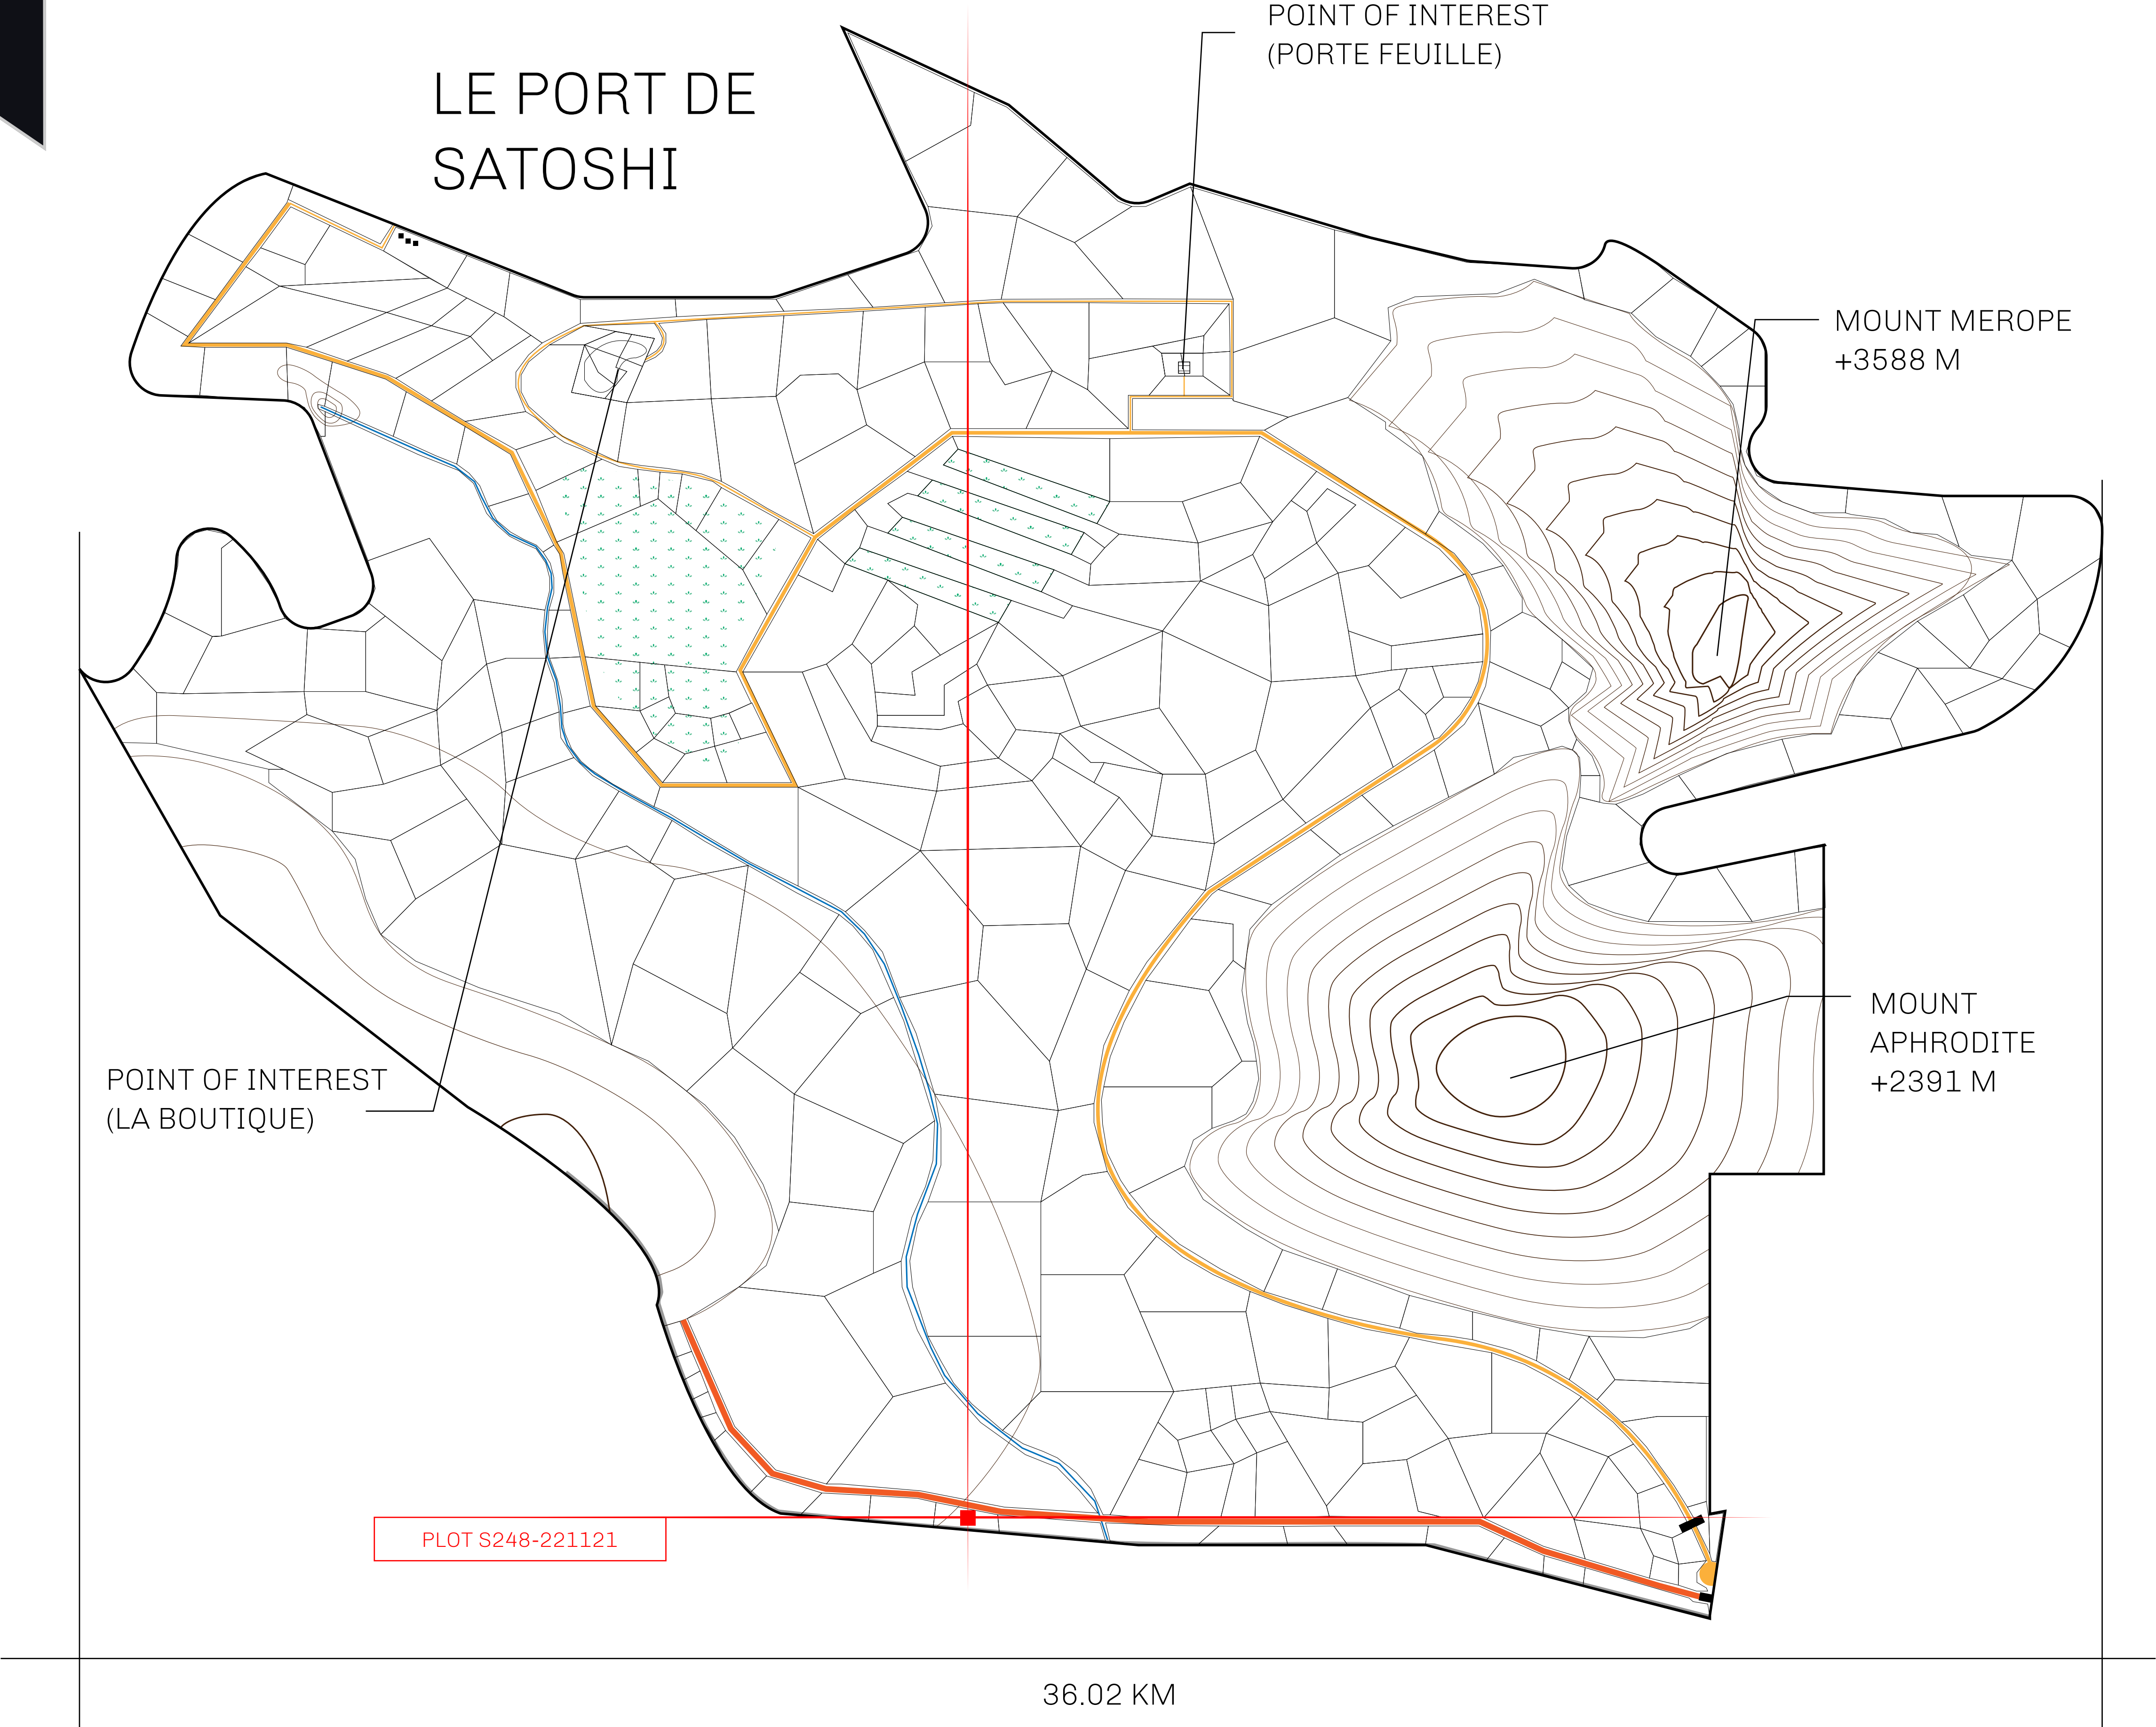 POINT OF INTEREST
(PORTE FEUILLE)
LE PORT DE
SATOSHI
MOUNT MEROPE
+3588 M
MOUNT
APHRODITE
+2391 M
POINT OF INTEREST
(LA BOUTIQUE)
PLOT S248-221121
36.02 KM